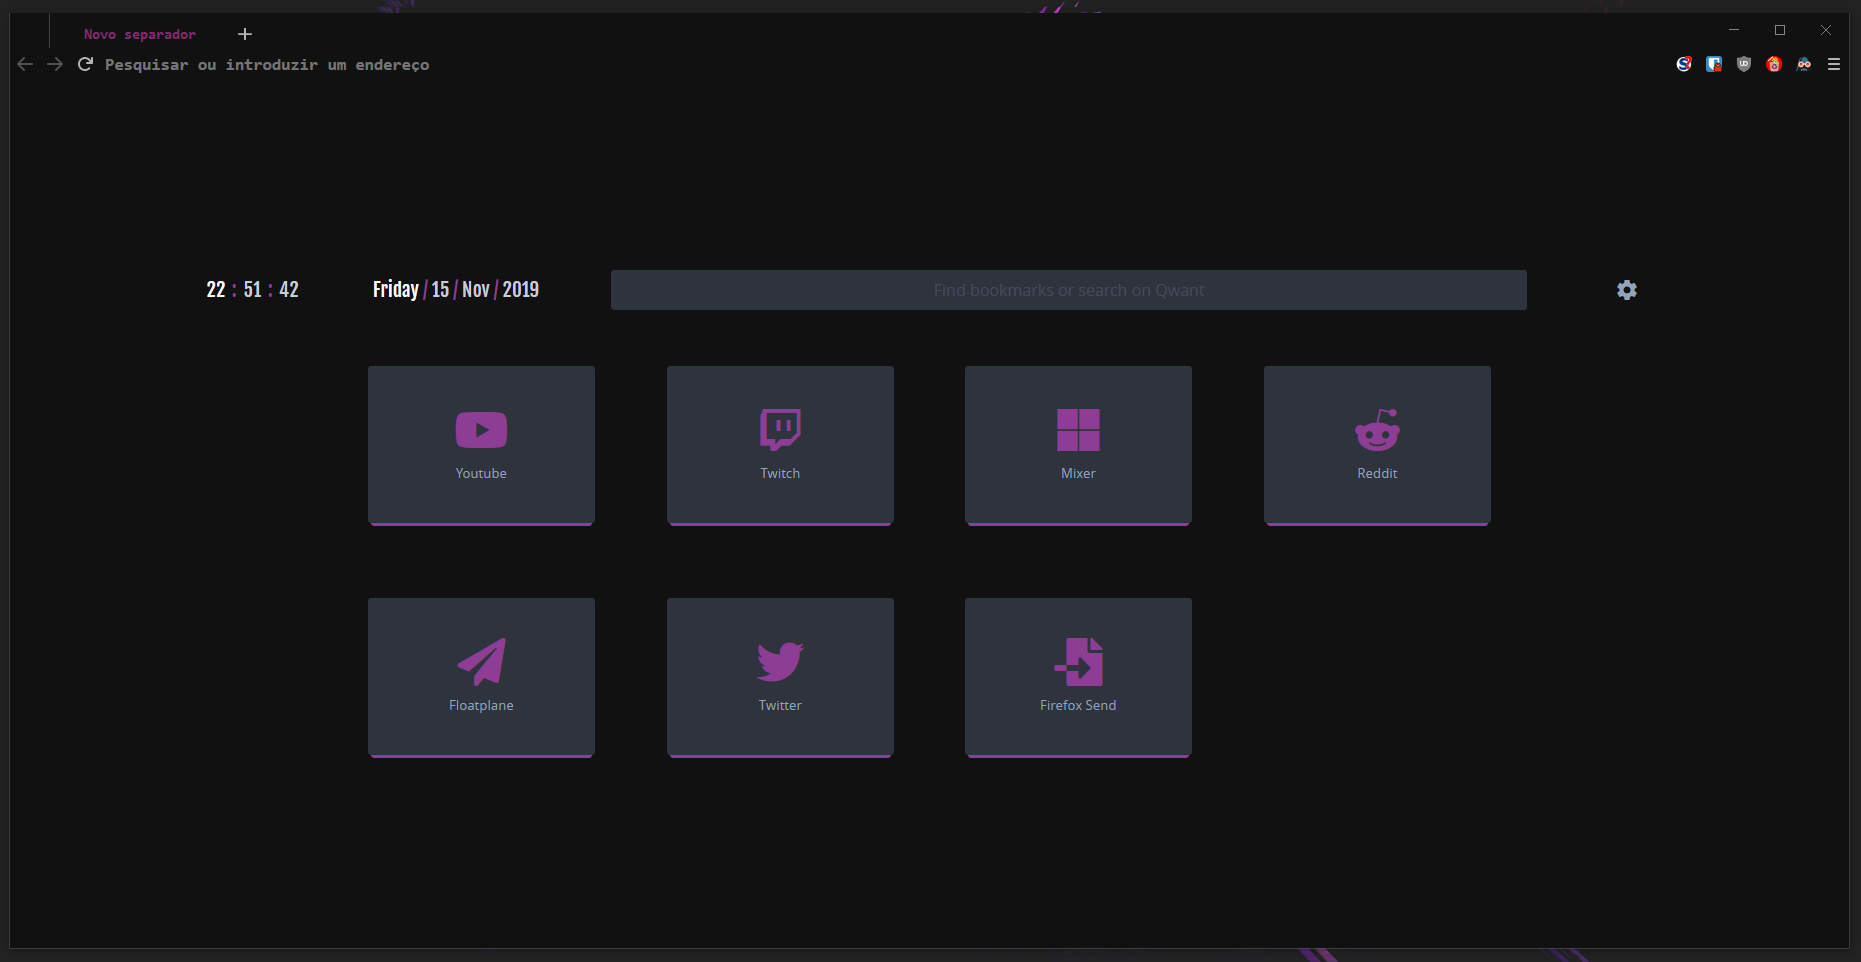 Novo separador
Pesquisar ou introduzir um endereço
22 : 51 : 42
Friday / 15 / Nov / 2019
Find bookmarks or search on Qwant
Youtube
Twitch
Mixer
Reddit
Floatplane
Twitter
Firefox Send